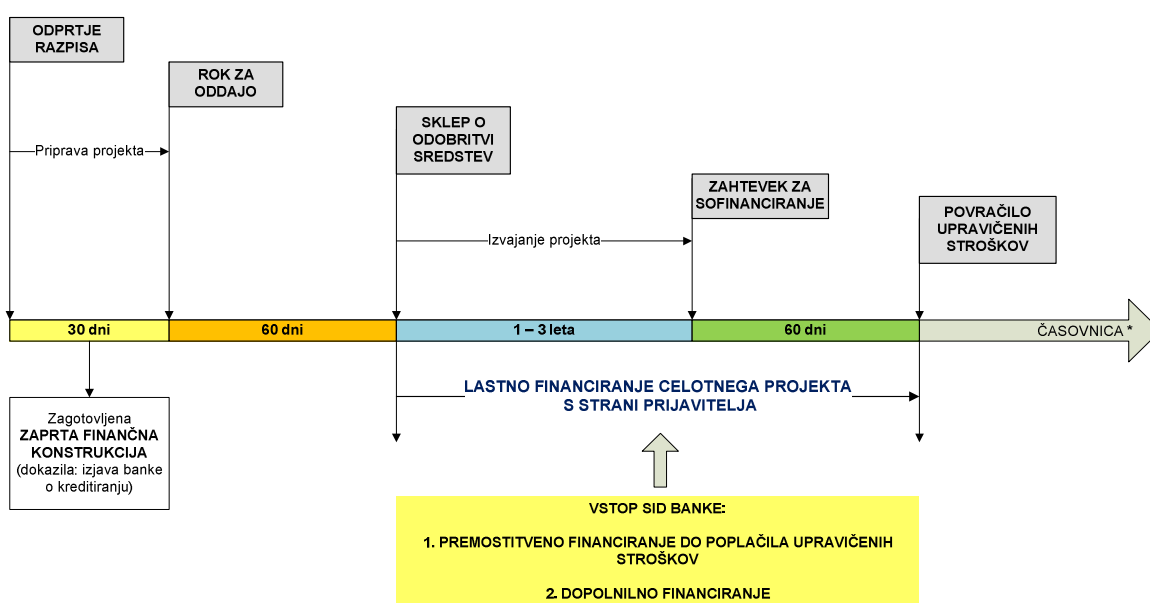 ODPRTJE
RAZPISA
ROK ZA
ODDAJO
SKLEP O
ODOBRITVI
SREDSTEV
ZAHTEVEK ZA
SOFINANCIRANJE
POVRAČILO
UPRAVIČENIH
STROŠKOV
Priprava projekta
Izvajanje projekta
30 dni
60 dni
1 – 3 leta
60 dni
ČASOVNICA *
Zagotovljena
ZAPRTA FINANČNA
KONSTRUKCIJA
(dokazila: izjava banke
o kreditiranju)
LASTNO FINANCIRANJE CELOTNEGA PROJEKTA
S STRANI PRIJAVITELJA
VSTOP SID BANKE:
1. PREMOSTITVENO FINANCIRANJE DO POPLAČILA UPRAVIČENIH
STROŠKOV
2. DOPOLNILNO FINANCIRANJE